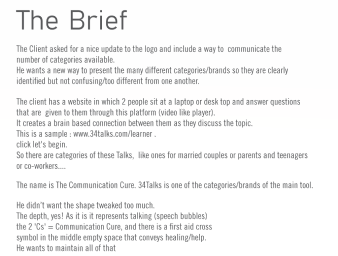 The Brief
The Client asked for a nice update to the logo and include a way to communicate the
number of categories available.
He wants a new way to present the many different categories/brands so they are clearly
identified but not confusing/too different from one another.
The client has a website in which 2 people sit at a laptop or desk top and answer questions
that are given to them through this platform (video like player).
It creates a brain based connection between them as they discuss the topic.
This is a sample : www.34talks.com/learner .
click let's begin.
So there are categories of these Talks, like ones for married couples or parents and teenagers
or co-workers....
The name is The Communication Cure. 34Talks is one of the categories/brands of the main tool.
He didn't want the shape tweaked too much.
The depth, yes! As it is it represents talking (speech bubbles)
the 2 'Cs' = Communication Cure, and there is a first aid cross
symbol in the middle empty space that conveys healing/help.
He wants to maintain all of that